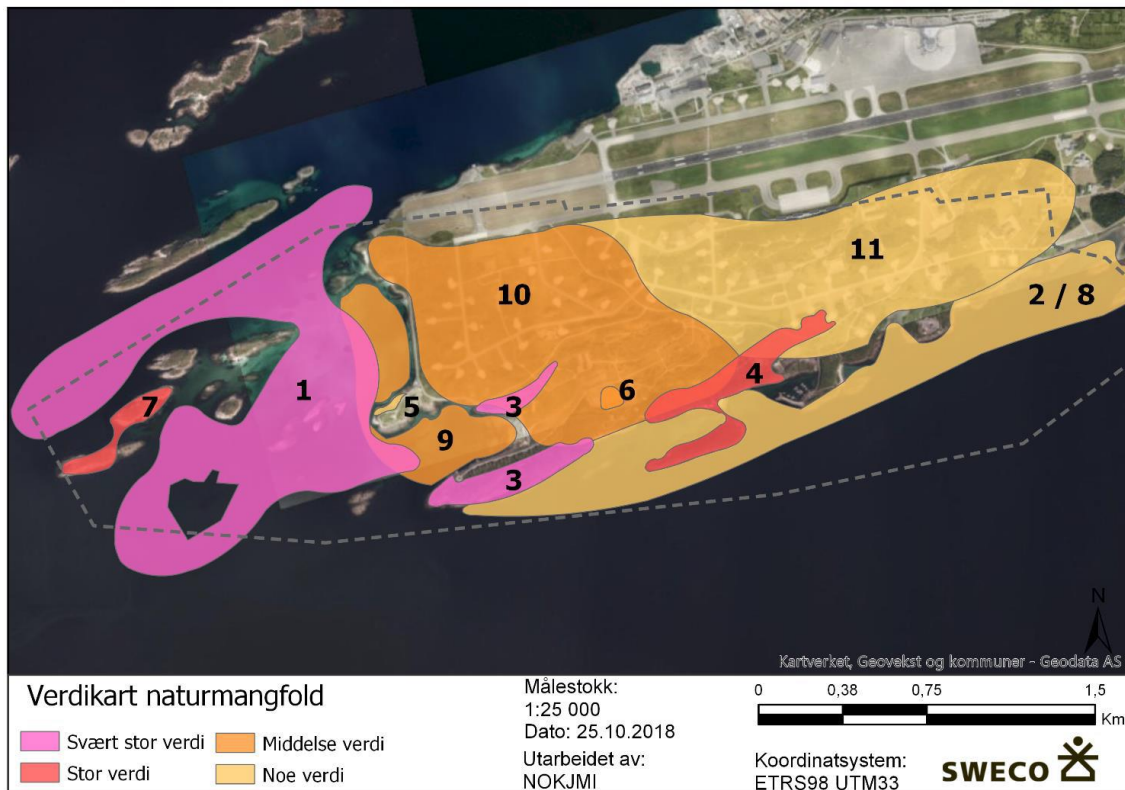 1
2 / 8
3
3
4
5
6
7
9
10
11
N
Kartverket, Geovekst og kommuner - Geodata AS
Verdikart naturmangfold
Svært stor verdi
Stor verdi
Middelse verdi
Noe verdi
Målestokk:
1:25 000
Dato: 25.10.2018
Utarbeidet av:
NOKJMI
0 0,38 0,75 1,5
Km
Koordinatsystem:
ETRS98 UTM33
SWECO